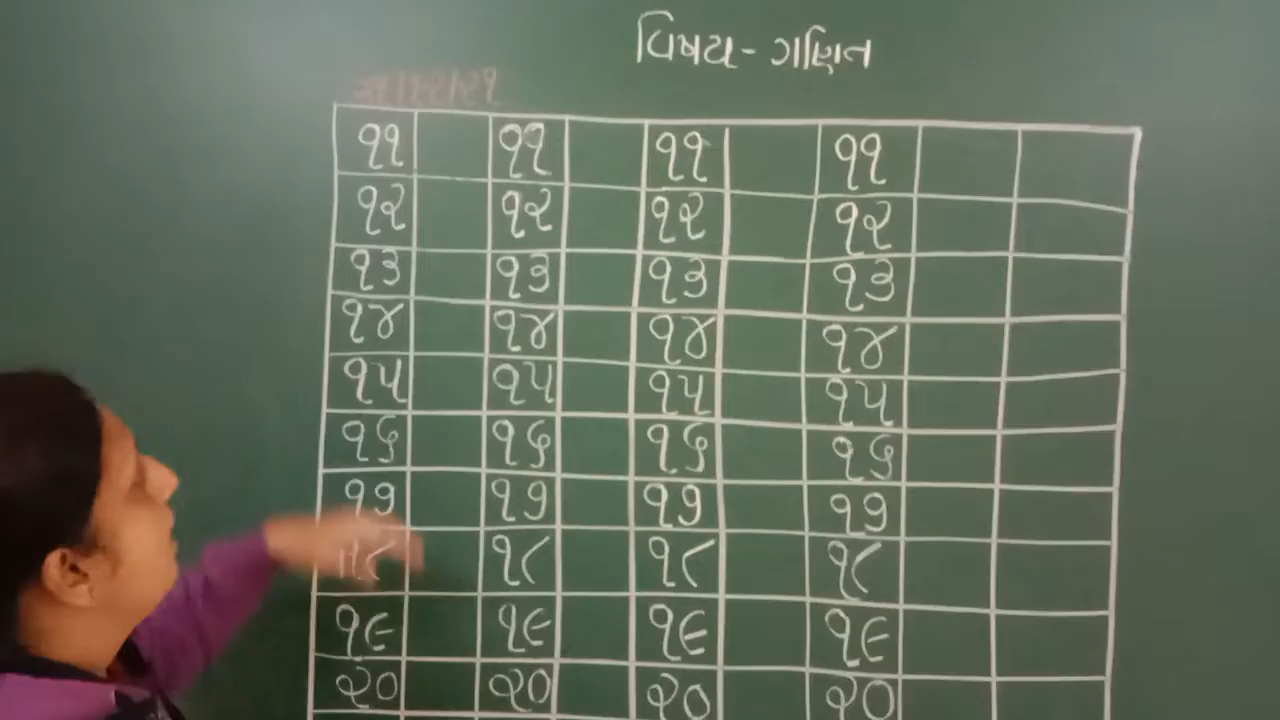 વિષય - ગણિત
૧૧ ૧૧ ૧૧ ૧૧
૧૨ ૧૨ ૧૨ ૧૨
૧૩ ૧૩ ૧૩ ૧૩
૧૪ ૧૪ ૧૪ ૧૪
૧૫ ૧૫ ૧૫ ૧૫
૧૬ ૧૬ ૧૬ ૧૬
૧૭ ૧૭ ૧૭ ૧૭
૧૮ ૧૮ ૧૮ ૧૮
૧૯ ૧૯ ૧૯ ૧૯
૨૦ ૨૦ ૨૦ ૨૦